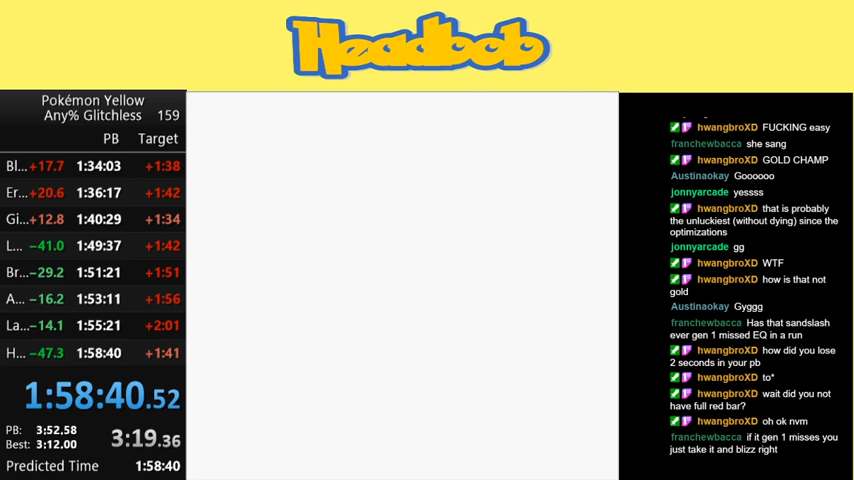 Headbob
Pokémon Yellow
Any% Glitchless 159
PB Target
Bl... +17.7 1:34:03 +1:38
Er... +20.6 1:36:17 +1:42
Gi... +12.8 1:40:29 +1:34
L... −41.0 1:49:37 +1:42
Br... −29.2 1:51:21 +1:51
A... −16.2 1:53:11 +1:56
La... −14.1 1:55:21 +2:01
H... −47.3 1:58:40 +1:41
1:58:40.52
PB: 3:52,58
Best: 3:12.00
3:19.36
Predicted Time 1:58:40
hwangbroXD FUCKING easy
franchewbacca she sang
hwangbroXD GOLD CHAMP
Austinaokay Goooooo
jonnyarcade yessss
hwangbroXD that is probably
the unluckiest (without dying) since the
optimizations
jonnyarcade gg
hwangbroXD WTF
hwangbroXD how is that not
gold
Austinaokay Gyggg
franchewbacca Has that sandslash
ever gen 1 missed EQ in a run
hwangbroXD how did you lose
2 seconds in your pb
hwangbroXD to*
hwangbroXD wait did you not
have full red bar?
hwangbroXD oh ok nvm
franchewbacca if it gen 1 misses you
just take it and blizz right